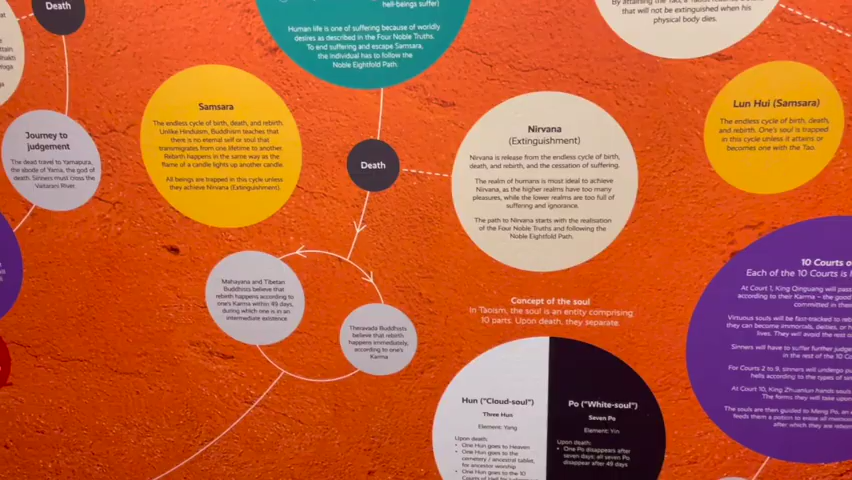 Death
Journey to
judgement
The dead travel to Yamapura,
the abode of Yama, the god of
death. Sinners must cross the
Vaitarani River.
Samsara
The endless cycle of birth, death, and rebirth.
Unlike Hinduism, Buddhism teaches that
there is no eternal self or soul that
transmigrates from one lifetime to another.
Rebirth happens in the same way as the
flame of a candle lights up another candle.
All beings are trapped in this cycle unless
they achieve Nirvana (Extinguishment).
hell-beings suffer)
Human life is one of suffering because of worldly
desires as described in the Four Noble Truths.
To end suffering and escape Samsara,
the individual has to follow the
Noble Eightfold Path.
Death
Mahayana and Tibetan
Buddhists believe that
rebirth happens according to
one's Karma within 49 days,
during which one is in an
intermediate existence.
Theravada Buddhists
believe that rebirth
happens immediately,
according to one's
Karma
Nirvana
(Extinguishment)
Nirvana is release from the endless cycle of birth,
death, and rebirth, and the cessation of suffering.
The realm of humans is most ideal to achieve
Nirvana, as the higher realms have too many
pleasures, while the lower realms are too full of
suffering and ignorance.
The path to Nirvana starts with the realisation
of the Four Noble Truths and following the
Noble Eightfold Path.
that will not be extinguished when his
physical body dies.
Lun Hui (Samsara)
The endless cycle of birth, death,
and rebirth. One's soul is trapped
in this cycle unless it attains or
becomes one with the Tao.
Concept of the soul
In Taoism, the soul is an entity comprising
10 parts. Upon death, they separate.
Hun ("Cloud-soul")
Three Hun
Element: Yang
Upon death:
• One Hun goes to Heaven
• One Hun goes to the
cemetery / ancestral tablet,
for ancestor worship
• One Hun goes to the 10
Po ("White-soul")
Seven Po
Element: Yin
Upon death:
• One Po disappears after
seven days; all seven Po
disappear after 49 days
10 Courts o
Each of the 10 Courts is
At Court 1, King Qinguang will pass
according to their Karma – the good
committed in their
Virtuous souls will be fast-tracked to
they can become immortals, deities, or
lives. They will avoid the rest o
Sinners will have to suffer further judge
in the rest of the 10 Co
For Courts 2 to 9, sinners will undergo
hells according to the types of
At Court 10, King Zhuanlun hands souls
The forms they will take upon
The souls are then guided to Meng Po, an
feeds them a potion to erase all
after which they are